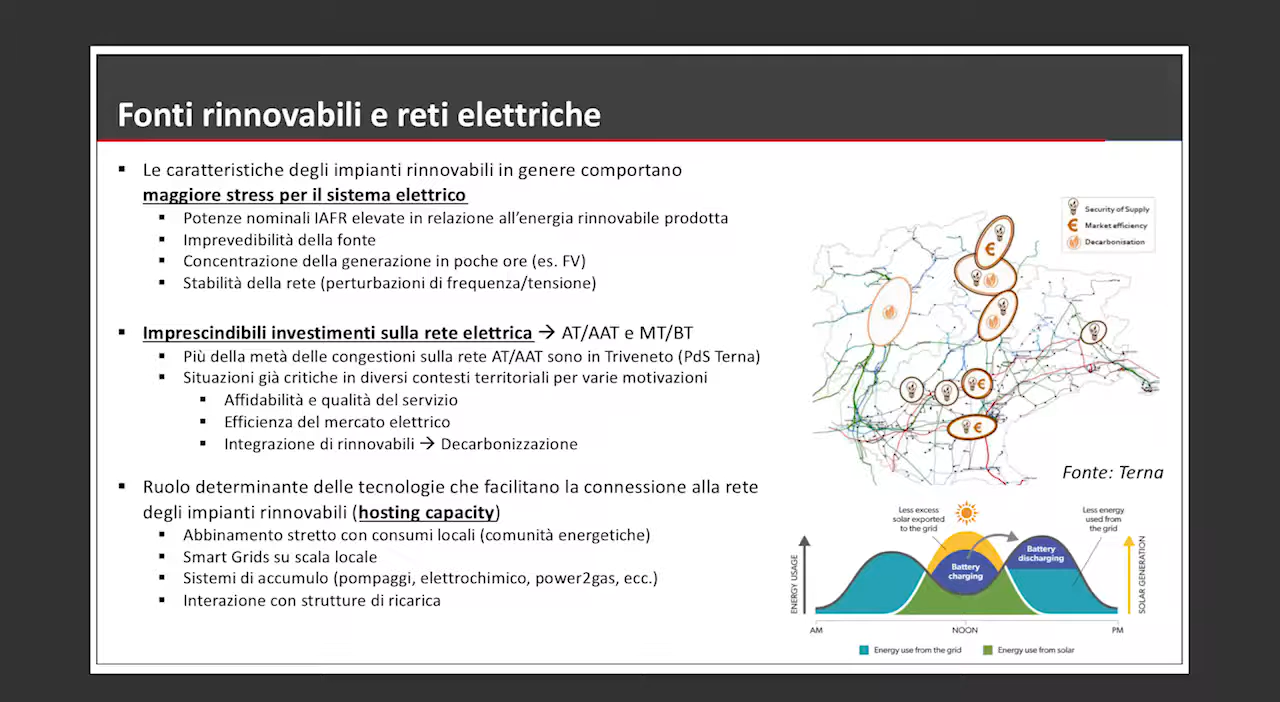 Fonti rinnovabili e reti elettriche
Le caratteristiche degli impianti rinnovabili in genere comportano
maggiore stress per il sistema elettrico
Potenze nominali IAFR elevate in relazione all'energia rinnovabile prodotta
Imprevedibilità della fonte
Concentrazione della generazione in poche ore (es. FV)
Stabilità della rete (perturbazioni di frequenza/tensione)
Imprescindibili investimenti sulla rete elettrica → AT/AAT e MT/BT
Più della metà delle congestioni sulla rete AT/AAT sono in Triveneto (PdS Terna)
Situazioni già critiche in diversi contesti territoriali per varie motivazioni
Affidabilità e qualità del servizio
Efficienza del mercato elettrico
Integrazione di rinnovabili → Decarbonizzazione
Ruolo determinante delle tecnologie che facilitano la connessione alla rete
degli impianti rinnovabili (hosting capacity)
Abbinamento stretto con consumi locali (comunità energetiche)
Smart Grids su scala locale
Sistemi di accumulo (pompaggi, elettrochimico, power2gas, ecc.)
Interazione con strutture di ricarica
Security of Supply
€ Market efficiency
Decarbonisation
€
€
€
Fonte: Terna
Less excess
solar exported
to the grid
Less energy
used from
the grid
Battery
charging
Battery
discharging
ENERGY USAGE
SOLAR GENERATION
AM
NOON
PM
Energy use from the grid
Energy use from solar